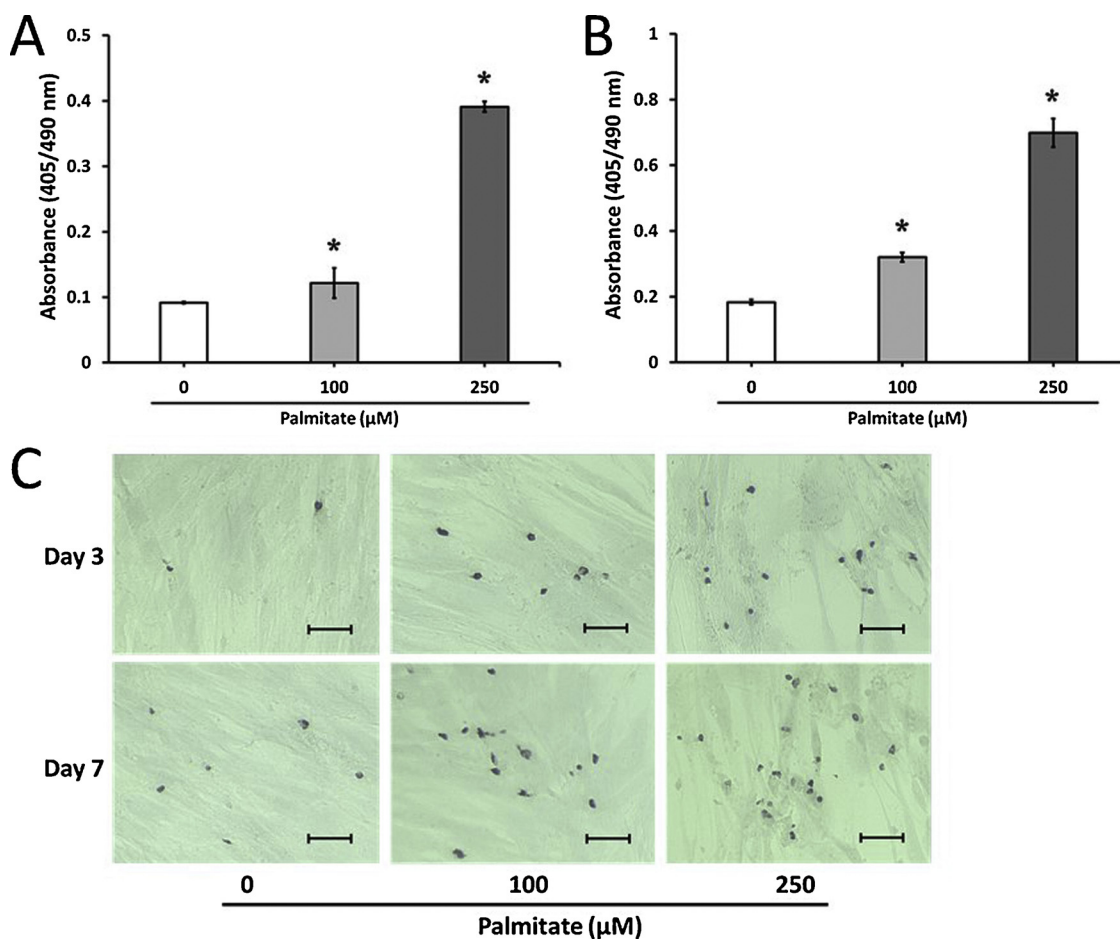 A
Absorbance (405/490 nm)
0.5
0.4
0.3
0.2
0.1
0
*
*
0 100 250
Palmitate (µM)
B
Absorbance (405/490 nm)
1
0.8
0.6
0.4
0.2
0
*
*
0 100 250
Palmitate (µM)
C
Day 3
Day 7
0 100 250
Palmitate (µM)